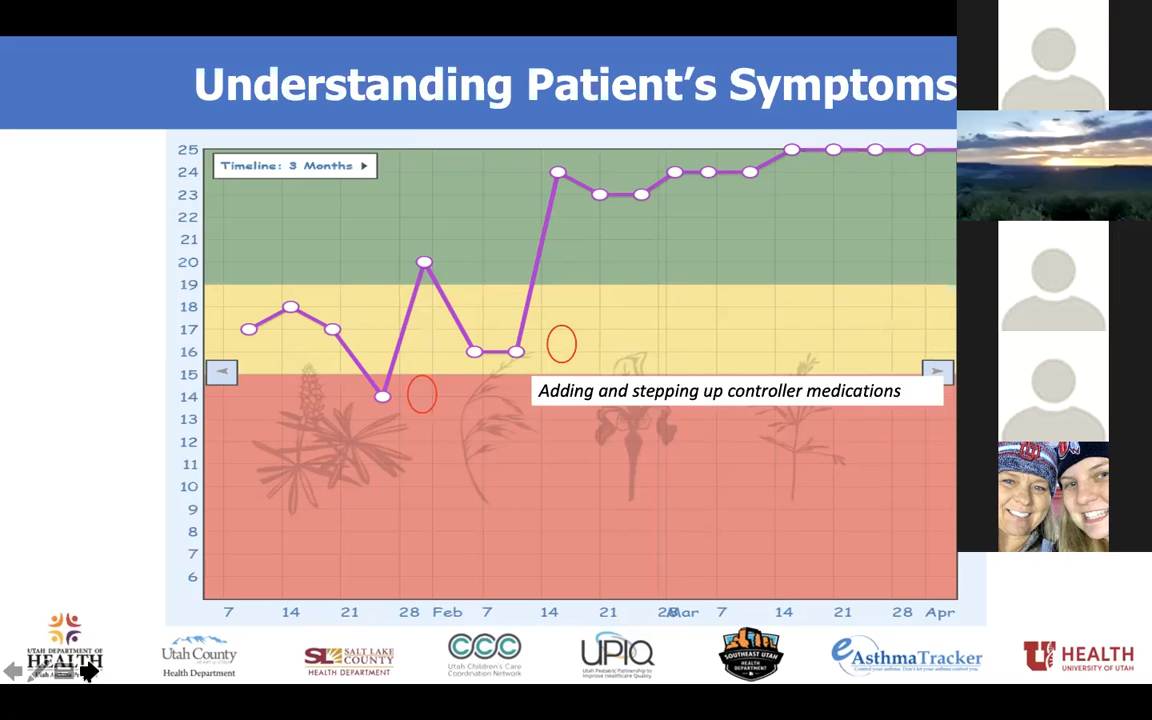 Understanding Patient's Symptoms
Timeline: 3 Months
25
24
23
22
21
20
19
18
17
16
15
14
13
12
11
10
9
8
7
6
Adding and stepping up controller medications
7 14 21 28 Feb 7 14 21 28 Mar 7 14 21 28 Apr
UTAH DEPARTMENT OF
HEALTH
Utah County
Health Department
SL SALT LAKE
COUNTY
HEALTH DEPARTMENT
CCC
Utah Children's Care
Coordination Network
UPIQ
Utah Pediatric Partnership to
Improve Healthcare Quality
SOUTHEAST UTAH
HEALTH
DEPARTMENT
eAsthmaTracker
U HEALTH
UNIVERSITY OF UTAH